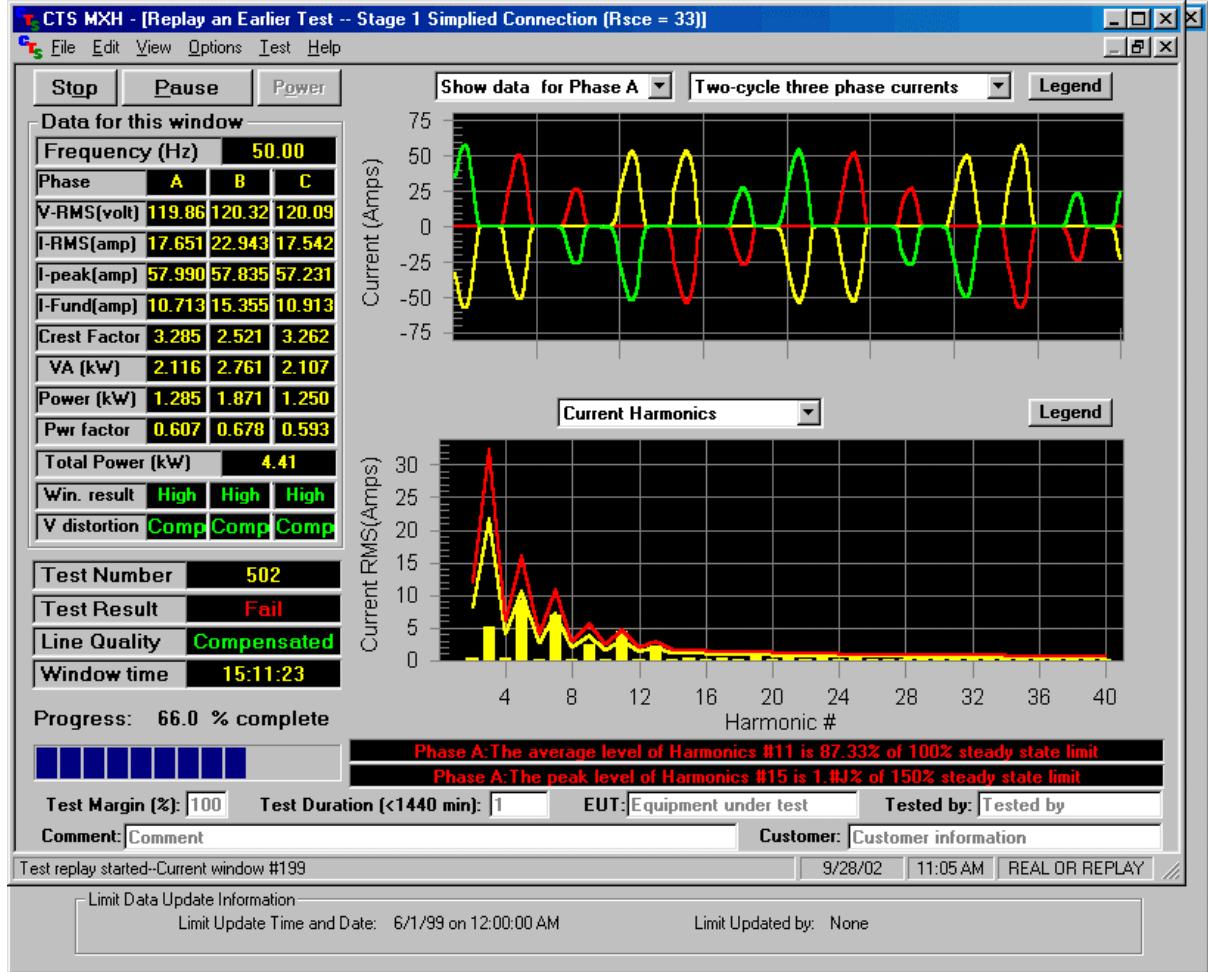 CTS MXH - [Replay an Earlier Test -- Stage 1 Simplied Connection (Rsce = 33)]
File Edit View Options Test Help
Stop Pause Power
Show data for Phase A Two-cycle three phase currents Legend
Data for this window
Frequency (Hz) 50.00
Phase A B C
V-RMS(volt) 119.86 120.32 120.09
I-RMS(amp) 17.651 22.943 17.542
I-peak(amp) 57.990 57.835 57.231
I-Fund(amp) 10.713 15.355 10.913
Crest Factor 3.285 2.521 3.262
VA (kW) 2.116 2.761 2.107
Power (kW) 1.285 1.871 1.250
Pwr factor 0.607 0.678 0.593
Total Power (kW) 4.41
Win. result High High High
V distortion Comp Comp Comp
Test Number 502
Test Result Fail
Line Quality Compensated
Window time 15:11:23
Progress: 66.0 % complete
Current (Amps)
75
50
25
0
-25
-50
-75
Current Harmonics Legend
Current RMS(Amps)
30
25
20
15
10
5
0
4 8 12 16 20 24 28 32 36 40
Harmonic #
Phase A:The average level of Harmonics #11 is 87.33% of 100% steady state limit
Phase A:The peak level of Harmonics #15 is 1.#J% of 150% steady state limit
Test Margin (%): 100 Test Duration (<1440 min): 1 EUT: Equipment under test Tested by: Tested by
Comment: Comment Customer: Customer information
Test replay started--Current window #199 9/28/02 11:05 AM REAL OR REPLAY
Limit Data Update Information
Limit Update Time and Date: 6/1/99 on 12:00:00 AM Limit Updated by: None